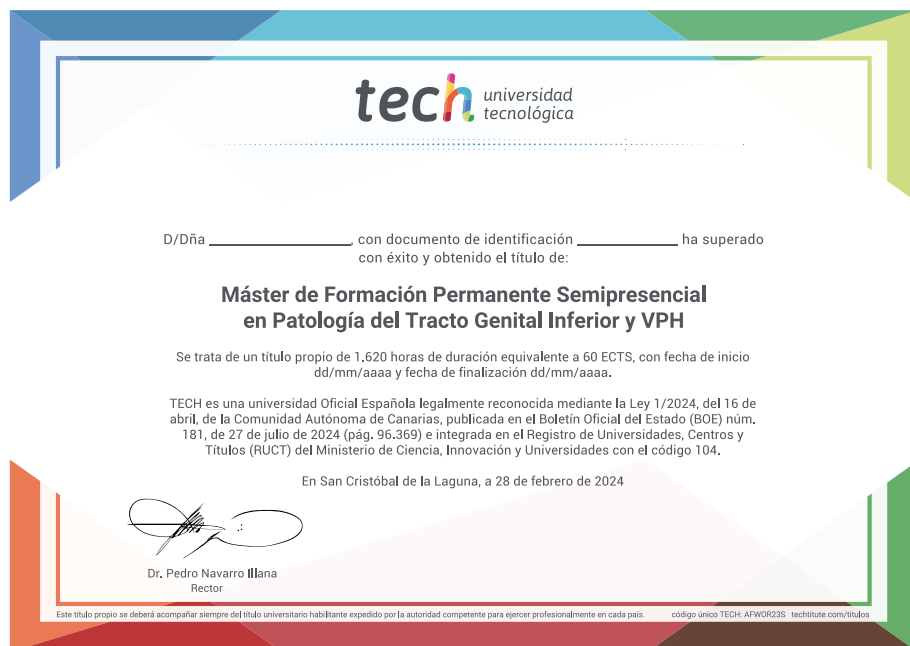 tech universidad
tecnológica
D/Dña ________________, con documento de identificación ____________ ha superado
con éxito y obtenido el título de:
Máster de Formación Permanente Semipresencial
en Patología del Tracto Genital Inferior y VPH
Se trata de un título propio de 1.620 horas de duración equivalente a 60 ECTS, con fecha de inicio
dd/mm/aaaa y fecha de finalización dd/mm/aaaa.
TECH es una universidad Oficial Española legalmente reconocida mediante la Ley 1/2024, del 16 de
abril, de la Comunidad Autónoma de Canarias, publicada en el Boletín Oficial del Estado (BOE) núm.
181, de 27 de julio de 2024 (pág. 96.369) e integrada en el Registro de Universidades, Centros y
Títulos (RUCT) del Ministerio de Ciencia, Innovación y Universidades con el código 104.
En San Cristóbal de la Laguna, a 28 de febrero de 2024
Dr. Pedro Navarro Illana
Rector
Este título propio se deberá acompañar siempre del título universitario habilitante expedido por la autoridad competente para ejercer profesionalmente en cada país. código único TECH: AFWOR23S techtitute.com/titulos